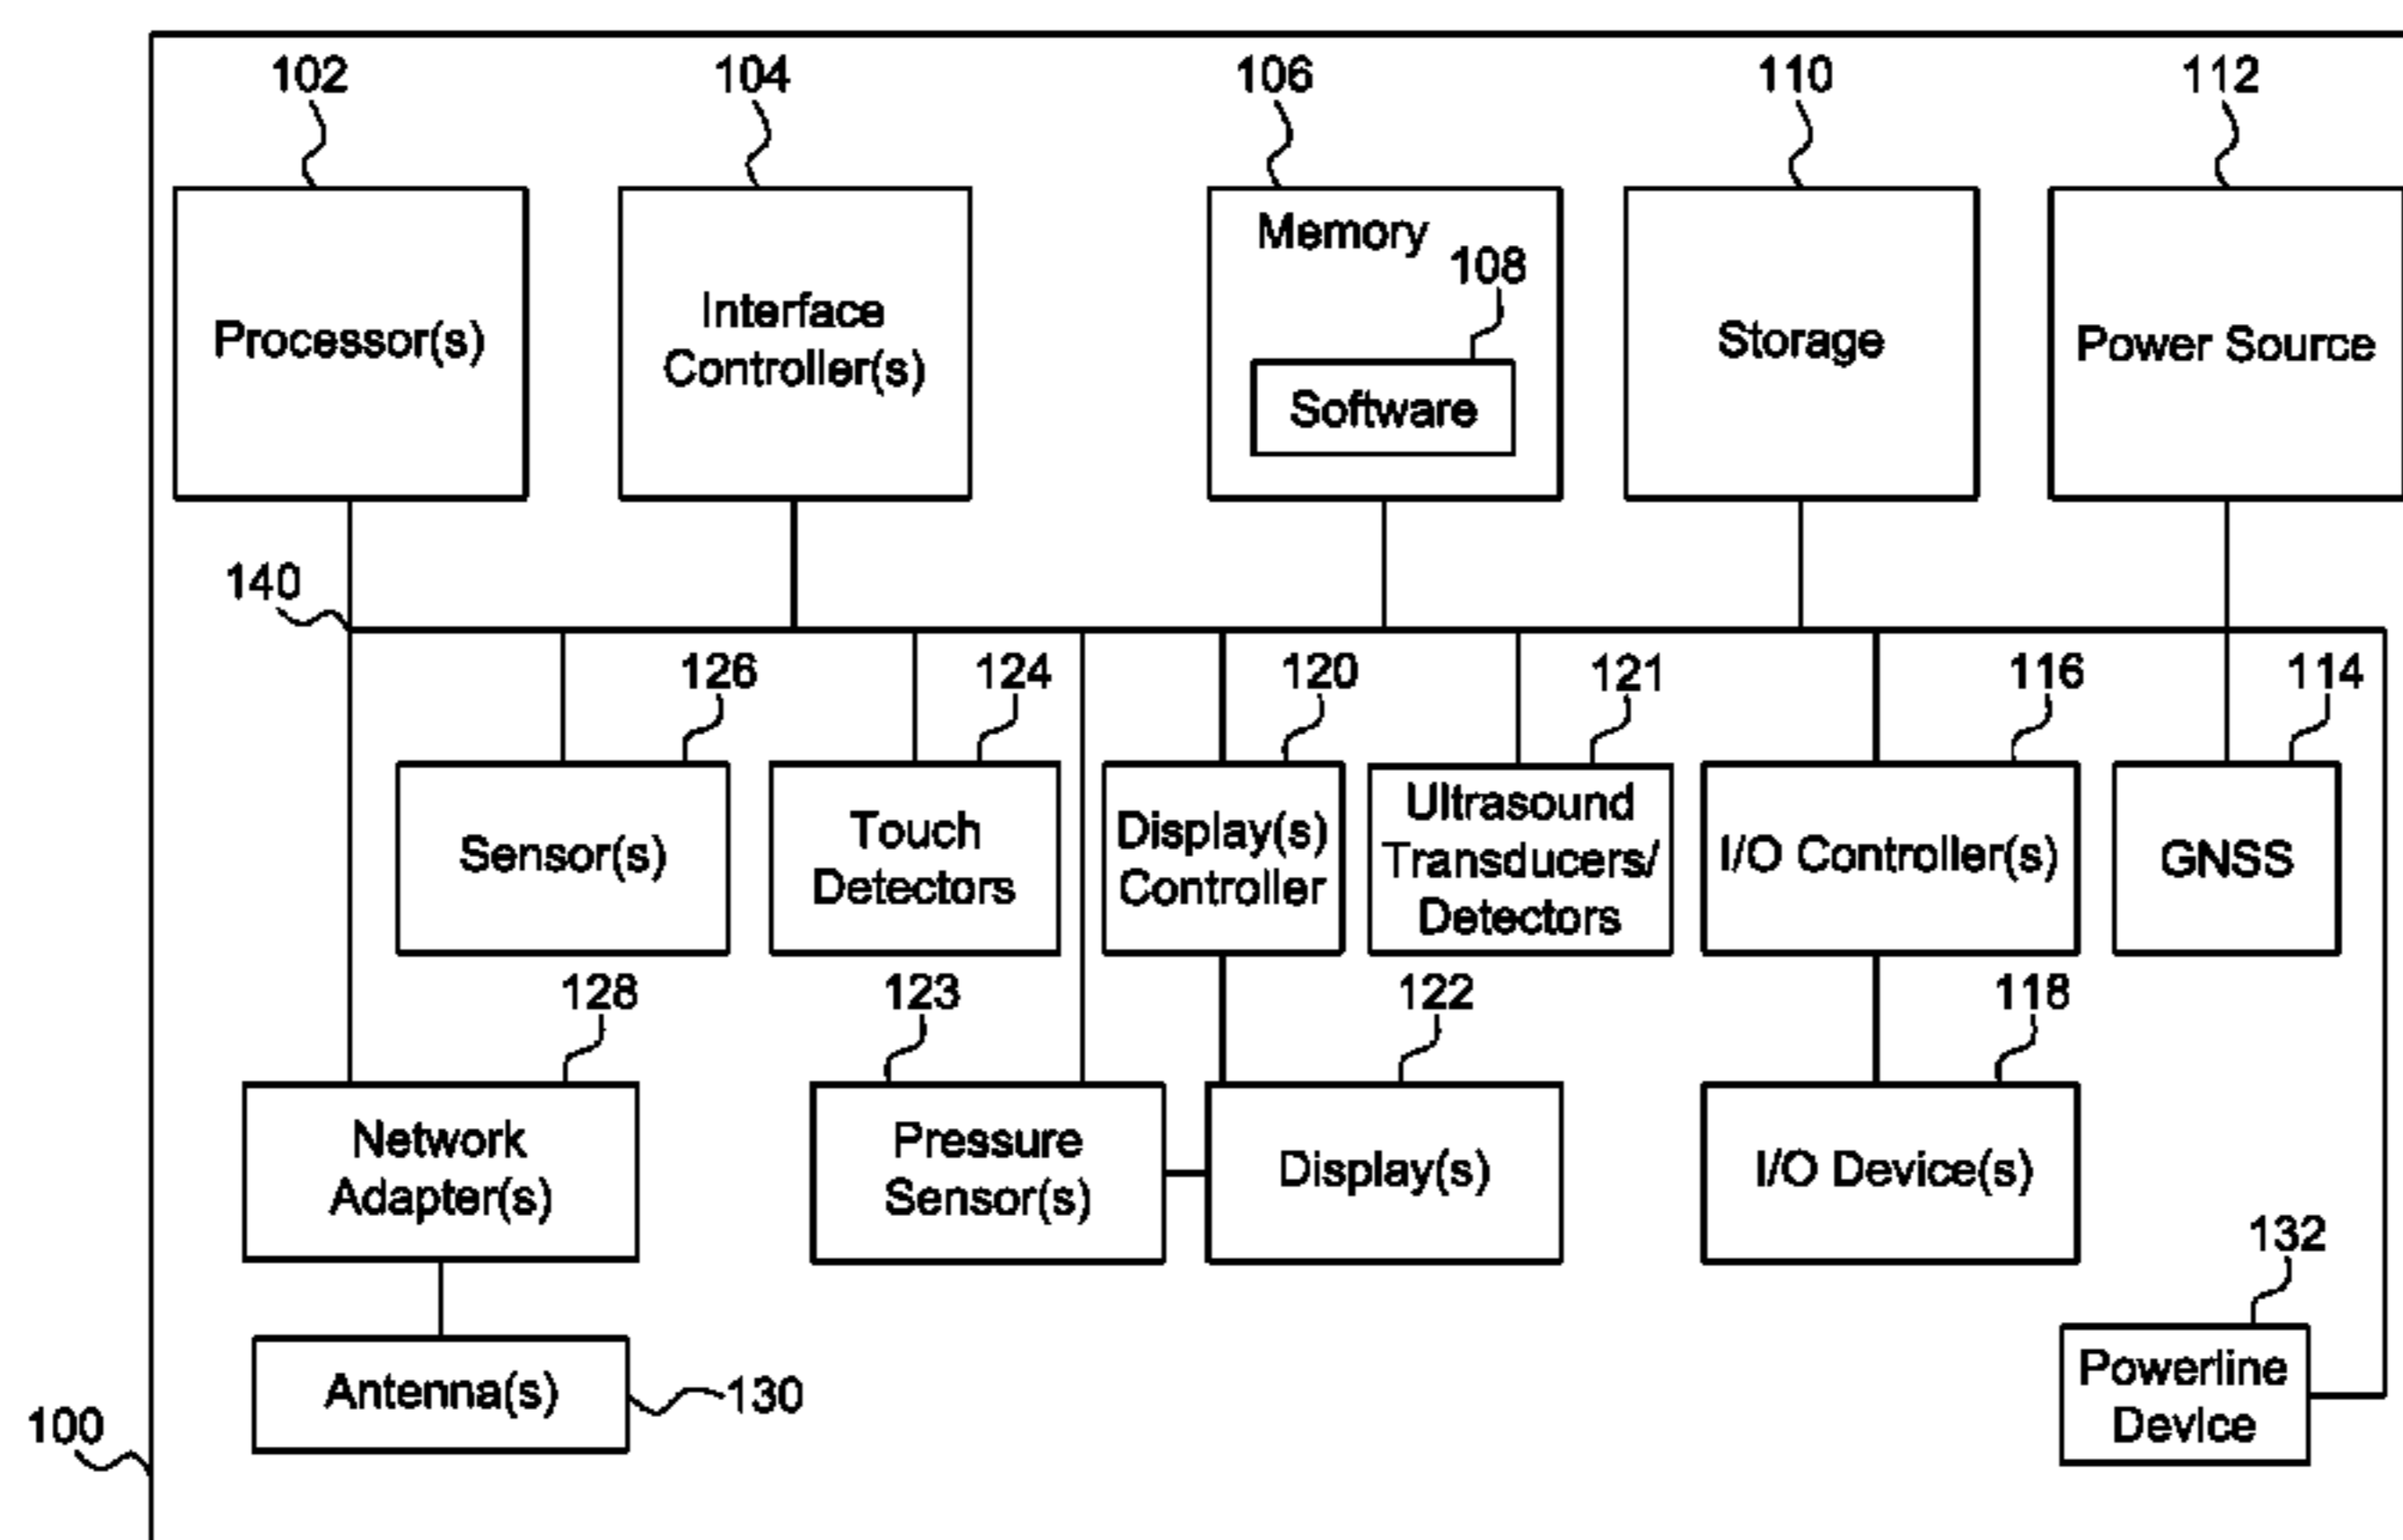 102
104
106
110
112
Processor(s)
Interface
Controller(s)
Memory
108
Software
Storage
Power Source
140
126
124
120
121
116
114
Sensor(s)
Touch
Detectors
Display(s)
Controller
Ultrasound
Transducers/
Detectors
I/O Controller(s)
GNSS
128
123
122
118
Network
Adapter(s)
Pressure
Sensor(s)
Display(s)
I/O Device(s)
132
Antenna(s)
130
Powerline
Device
100